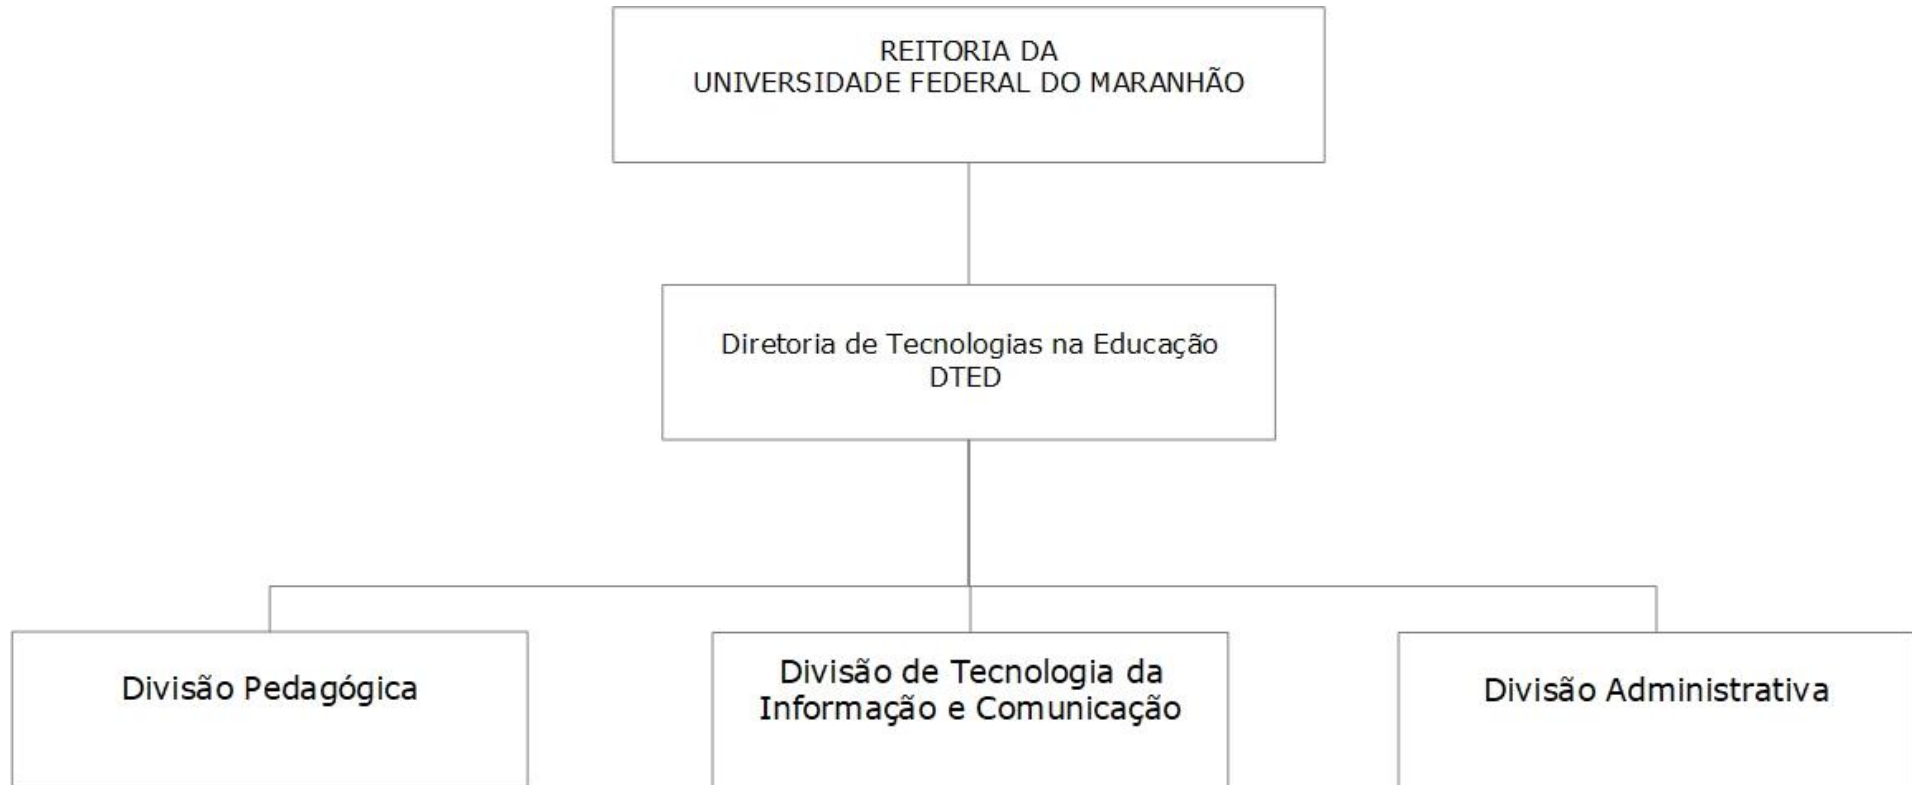 REITORIA DA
UNIVERSIDADE FEDERAL DO MARANHÃO
Diretoria de Tecnologias na Educação
DTED
Divisão Pedagógica
Divisão de Tecnologia da
Informação e Comunicação
Divisão Administrativa